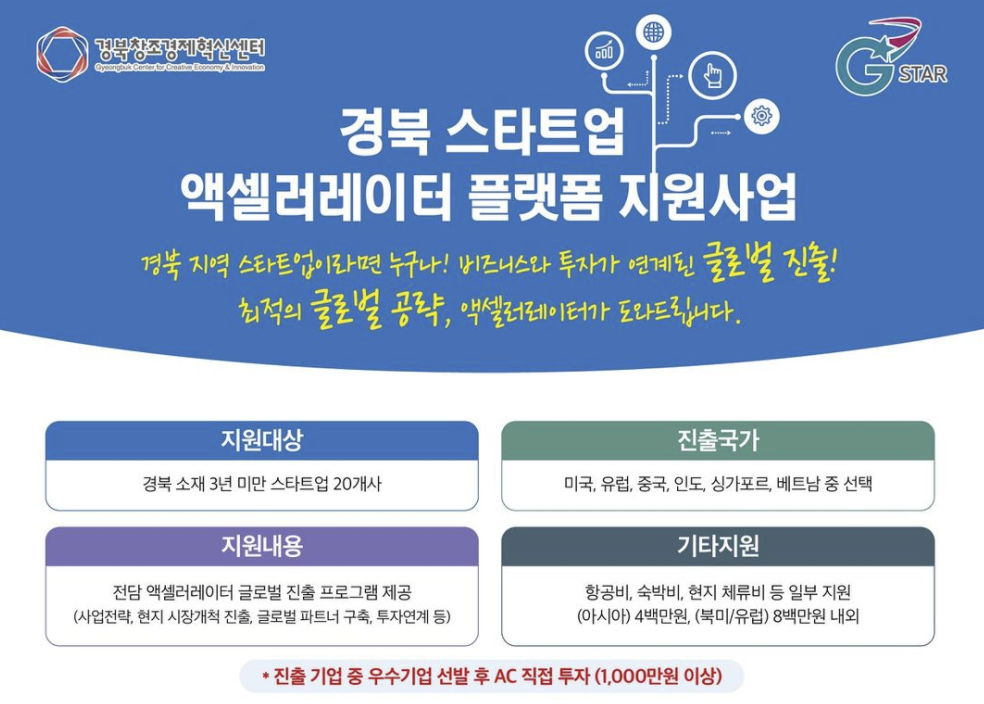 경북창조경제혁신센터
Gyeongbuk Center for Creative Economy & Innovation
G STAR
경북 스타트업
액셀러레이터 플랫폼 지원사업
경북 지역 스타트업이라면 누구나! 비즈니스와 투자가 연계된 글로벌 진출!
최적의 글로벌 공략, 액셀러레이터가 도와드립니다.
지원대상
경북 소재 3년 미만 스타트업 20개사
진출국가
미국, 유럽, 중국, 인도, 싱가포르, 베트남 중 선택
지원내용
전담 액셀러레이터 글로벌 진출 프로그램 제공
(사업전략, 현지 시장개척 진출, 글로벌 파트너 구축, 투자연계 등)
기타지원
항공비, 숙박비, 현지 체류비 등 일부 지원
(아시아) 4백만원, (북미/유럽) 8백만원 내외
* 진출 기업 중 우수기업 선발 후 AC 직접 투자 (1,000만원 이상)